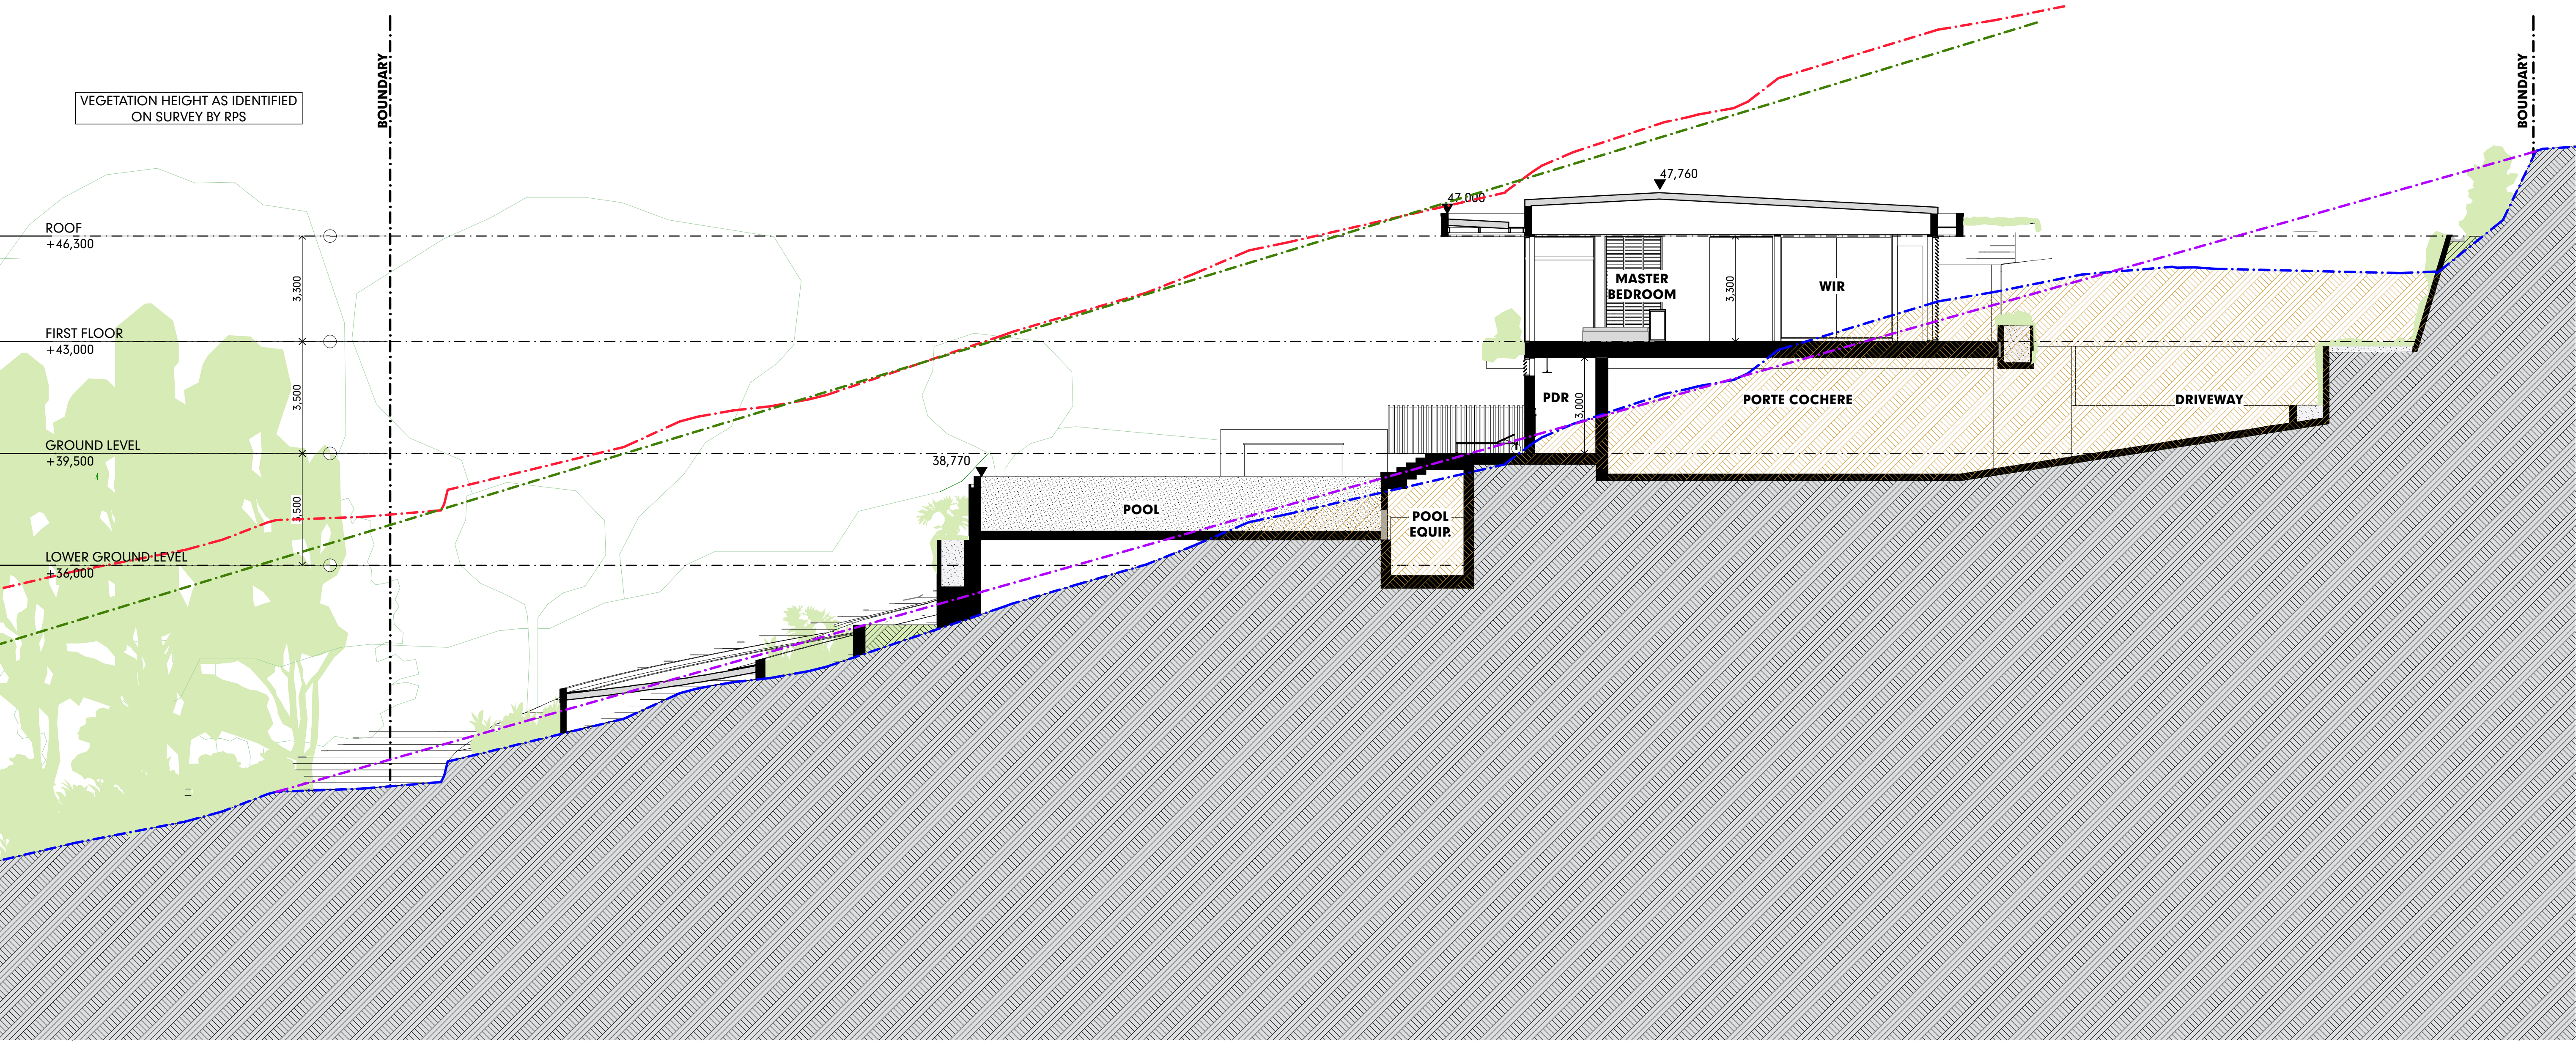 BOUNDARY
BOUNDARY
VEGETATION HEIGHT AS IDENTIFIED
ON SURVEY BY RPS
47,760
47,000
ROOF
+46,300
3,300
MASTER
BEDROOM
3,300
WIR
FIRST FLOOR
+43,000
3,500
PDR
3,000
PORTE COCHERE
DRIVEWAY
GROUND LEVEL
+39,500
38,770
3,500
POOL
POOL
EQUIP.
LOWER GROUND LEVEL
+36,000